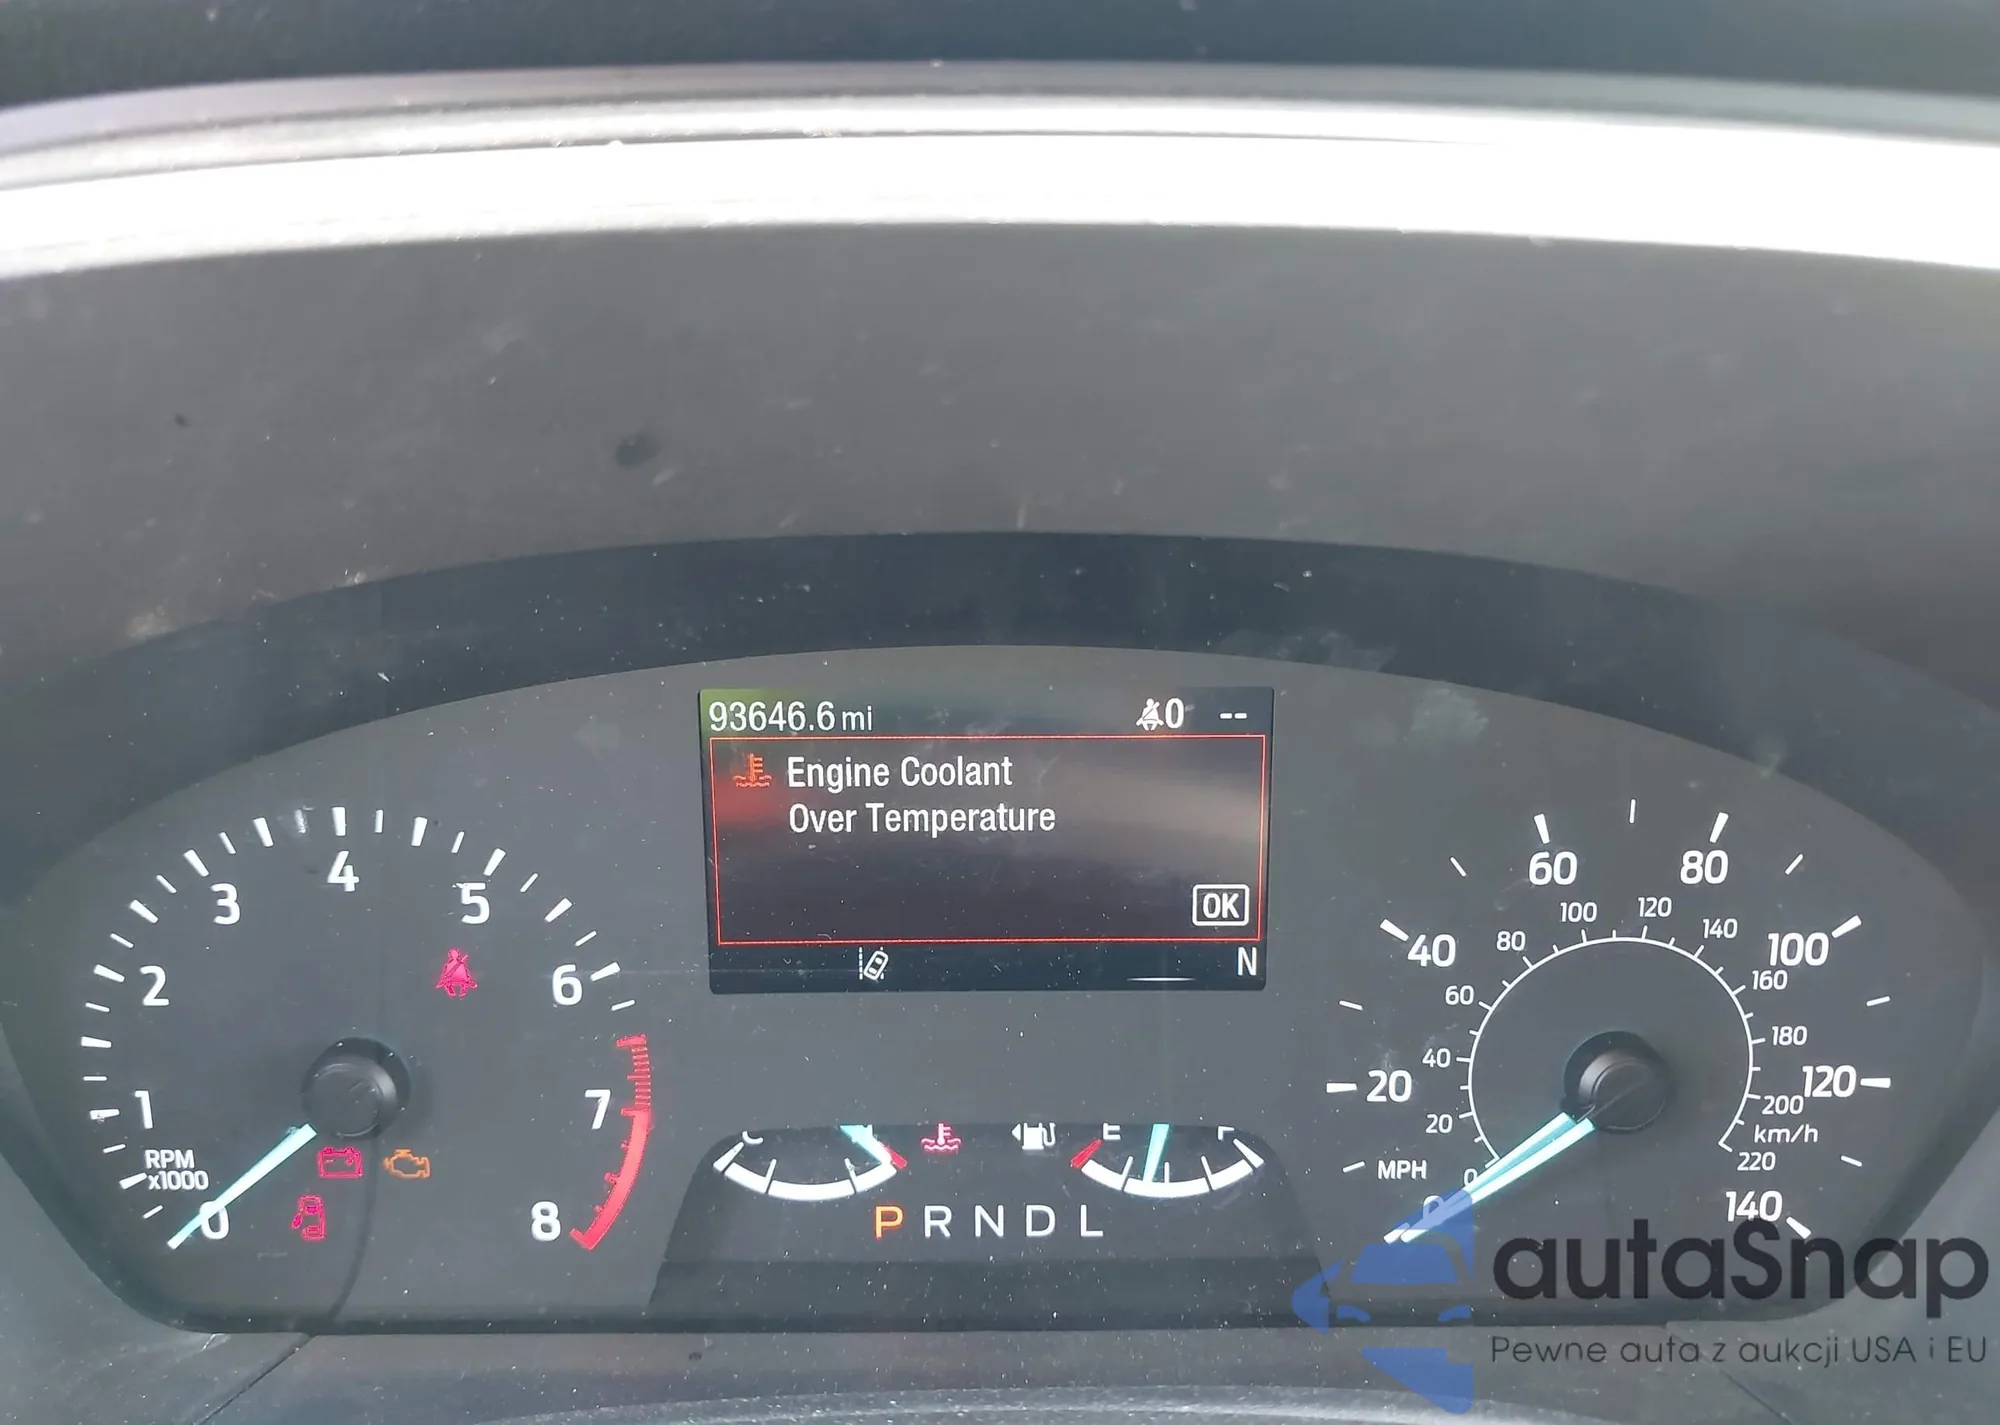 93646.6 mi
0 --
Engine Coolant
Over Temperature
OK
N
0 1 2 3 4 5 6 7 8
RPM
x1000
C
E F
P R N D L
0 20 40 60 80 100 120 140
0 20 40 60 80 100 120 140 160 180 200 220
MPH
km/h
autaSnap
Pewne auta z aukcji USA i EU